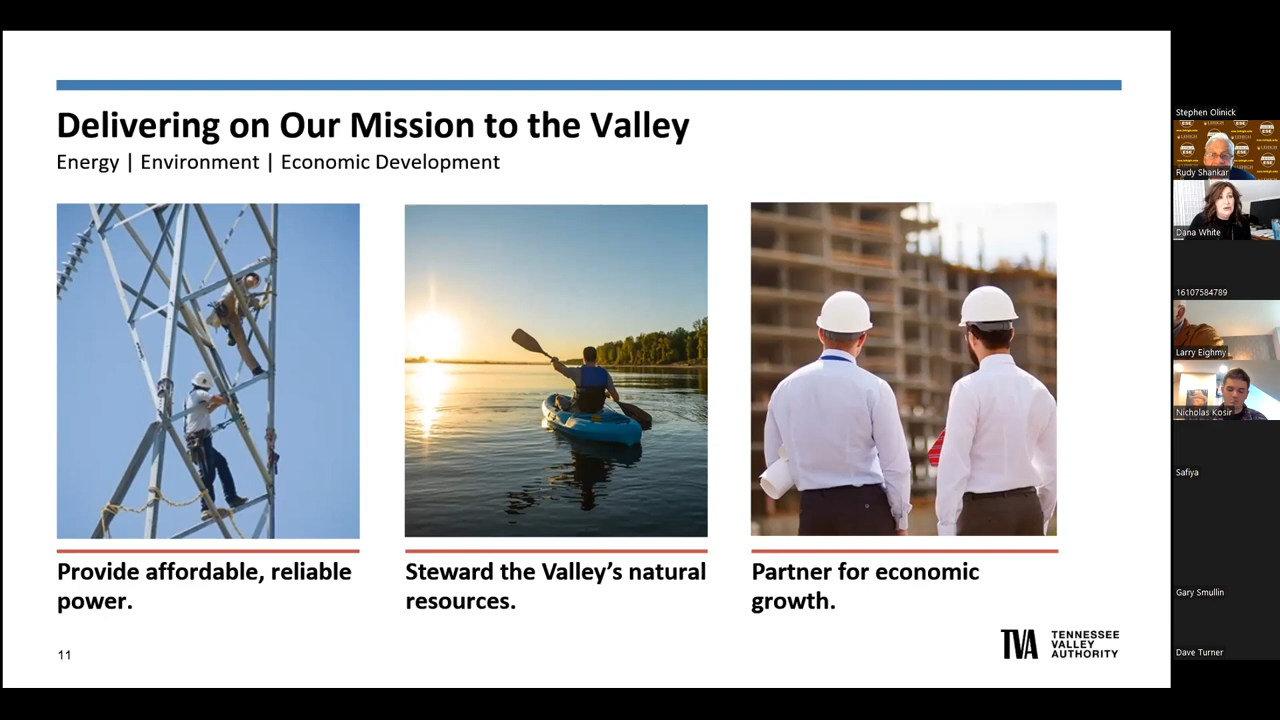 Delivering on Our Mission to the Valley
Energy | Environment | Economic Development
Provide affordable, reliable
power.
Steward the Valley’s natural
resources.
Partner for economic
growth.
11
TVA
TENNESSEE
VALLEY
AUTHORITY
Stephen Olinick
Rudy Shankar
Dana White
16107584789
Larry Eighmy
Nicholas Kosir
Safiya
Gary Smullin
Dave Turner